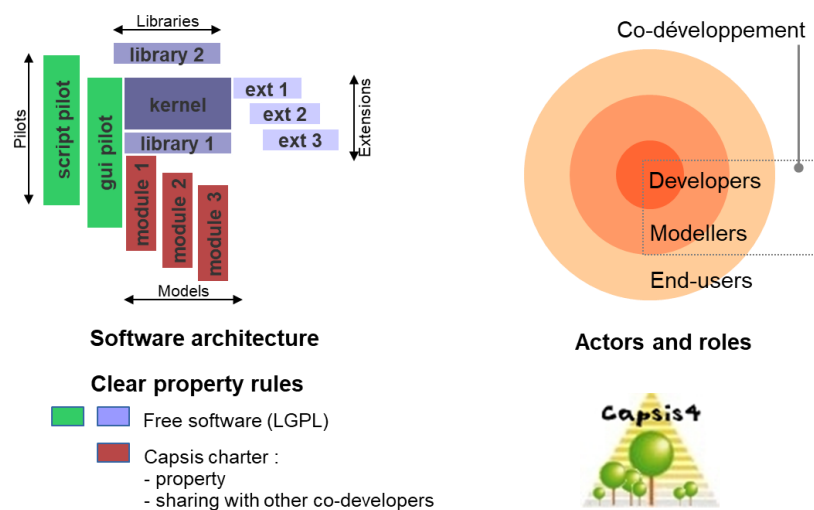 Libraries
library 2
Pilots
script pilot
gui pilot
kernel
library 1
ext 1
ext 2
ext 3
Extensions
module 1
module 2
module 3
Models
Software architecture
Co-développement
Developers
Modellers
End-users
Actors and roles
Clear property rules
Free software (LGPL)
Capsis charter :
- property
- sharing with other co-developers
Capsis4